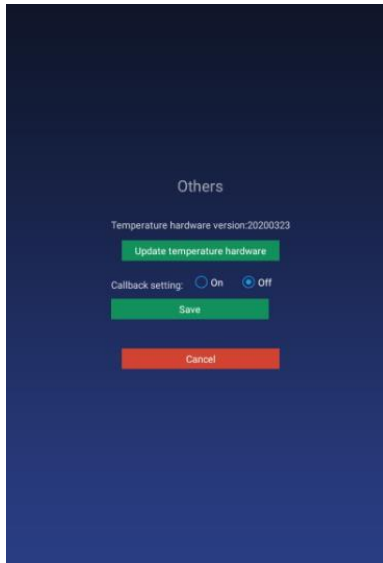 Others
Temperature hardware version:20200323
Update temperature hardware
Callback setting: On Off
Save
Cancel